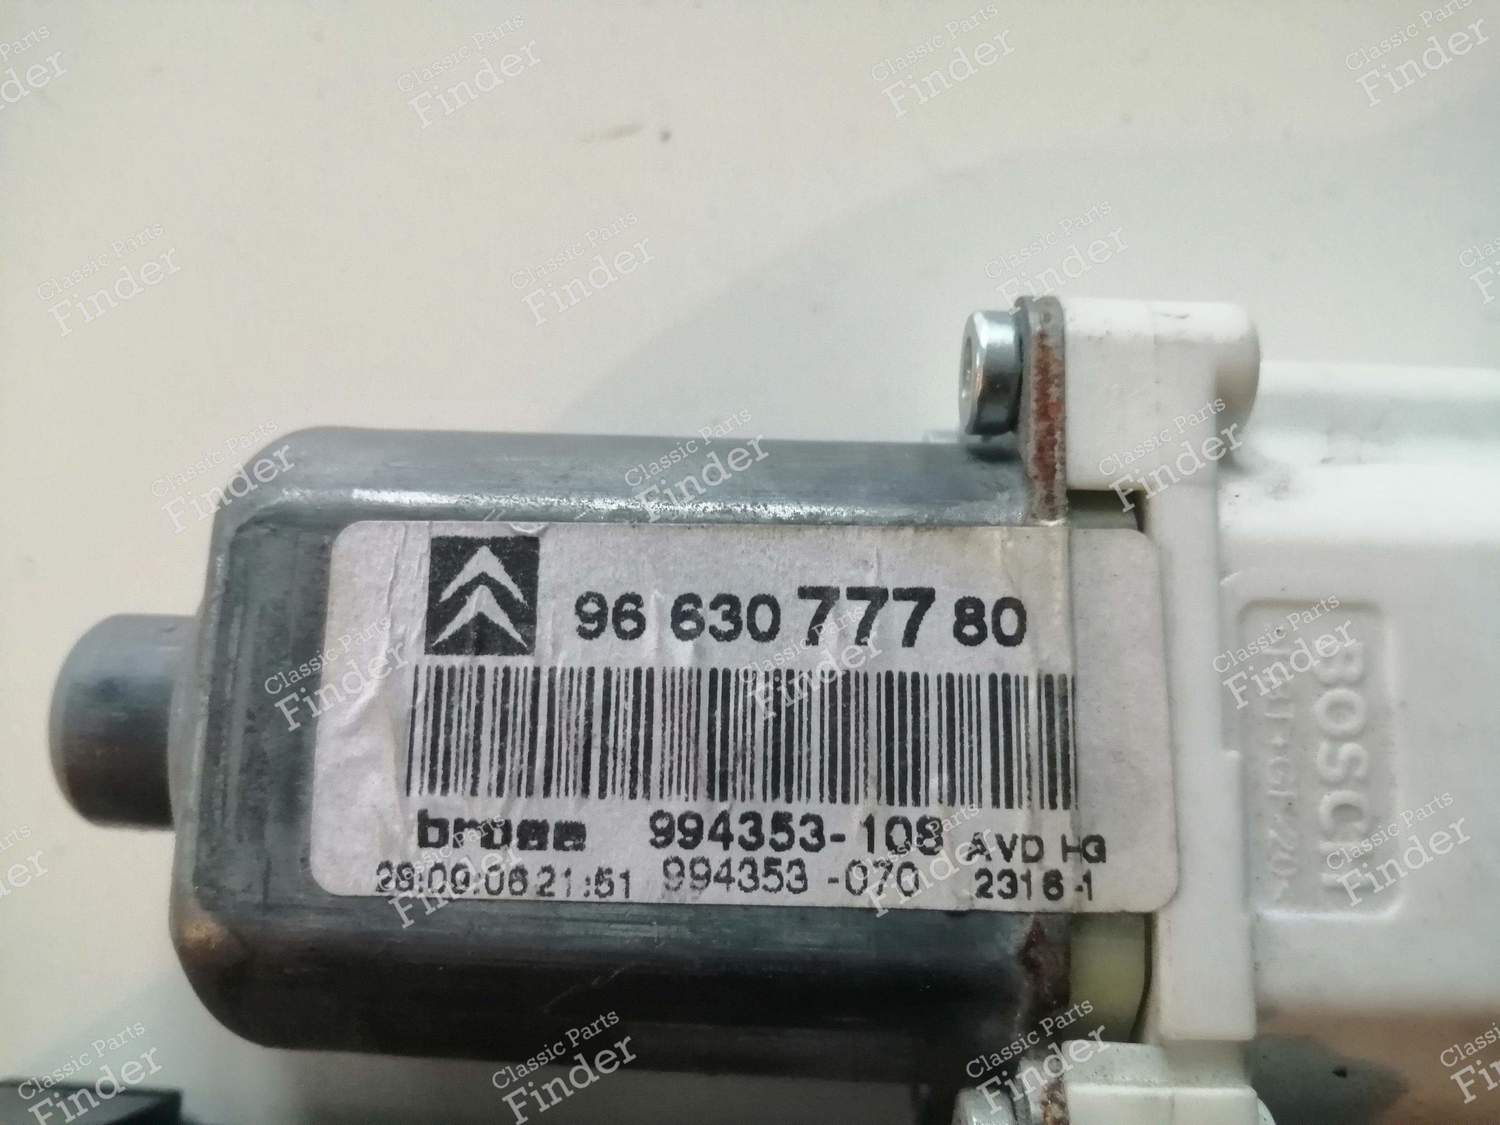 96 630 777 80
brose 994353-108 AVD HG
28:09:06 21:51 994353-070 2316-1
BOSCH
Classic Parts
Finder